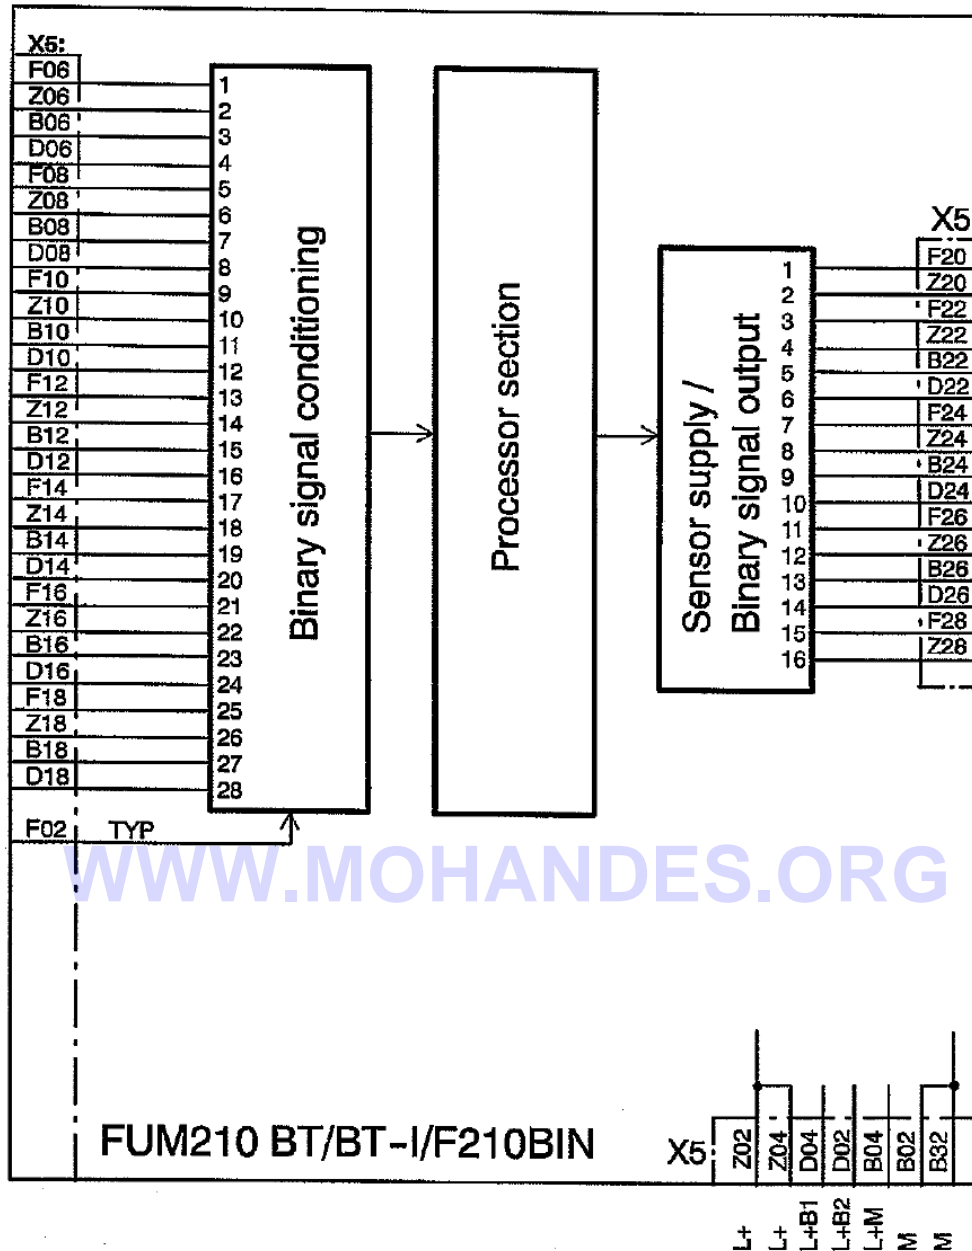 X5:
F06 1
Z06 2
B06 3
D06 4
F08 5
Z08 6
B08 7
D08 8
F10 9
Z10 10
B10 11
D10 12
F12 13
Z12 14
B12 15
D12 16
F14 17
Z14 18
B14 19
D14 20
F16 21
Z16 22
B16 23
D16 24
F18 25
Z18 26
B18 27
D18 28
F02 TYP
Binary signal conditioning
Processor section
Sensor supply /
Binary signal output
X5
1 F20
2 Z20
3 F22
4 Z22
5 B22
6 D22
7 F24
8 Z24
9 B24
10 D24
11 F26
12 Z26
13 B26
14 D26
15 F28
16 Z28
WWW.MOHANDES.ORG
FUM210 BT/BT-I/F210BIN
X5
Z02 L+
Z04 L+
D04 L+B1
D02 L+B2
B04 L+M
B02 M
B32 M